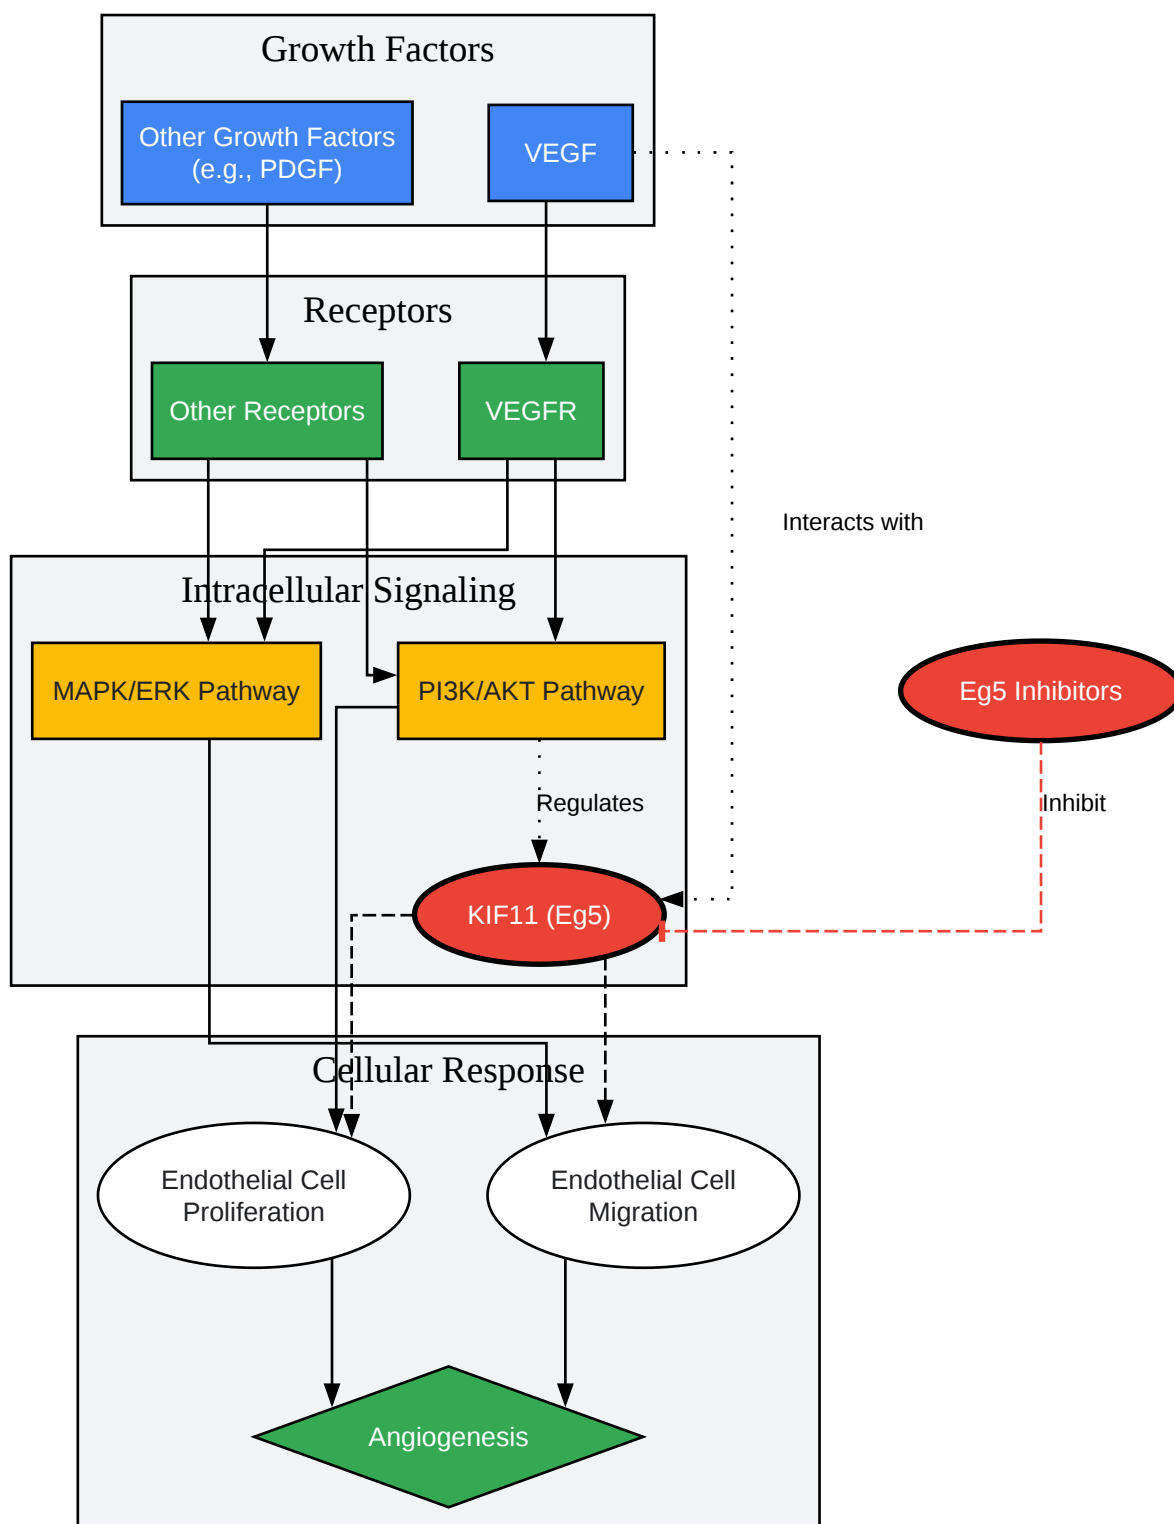 Growth Factors
Other Growth Factors
(e.g., PDGF)
VEGF
Receptors
Other Receptors
VEGFR
Interacts with
Intracellular Signaling
MAPK/ERK Pathway
PI3K/AKT Pathway
Eg5 Inhibitors
Regulates
Inhibit
KIF11 (Eg5)
Cellular Response
Endothelial Cell
Proliferation
Endothelial Cell
Migration
Angiogenesis